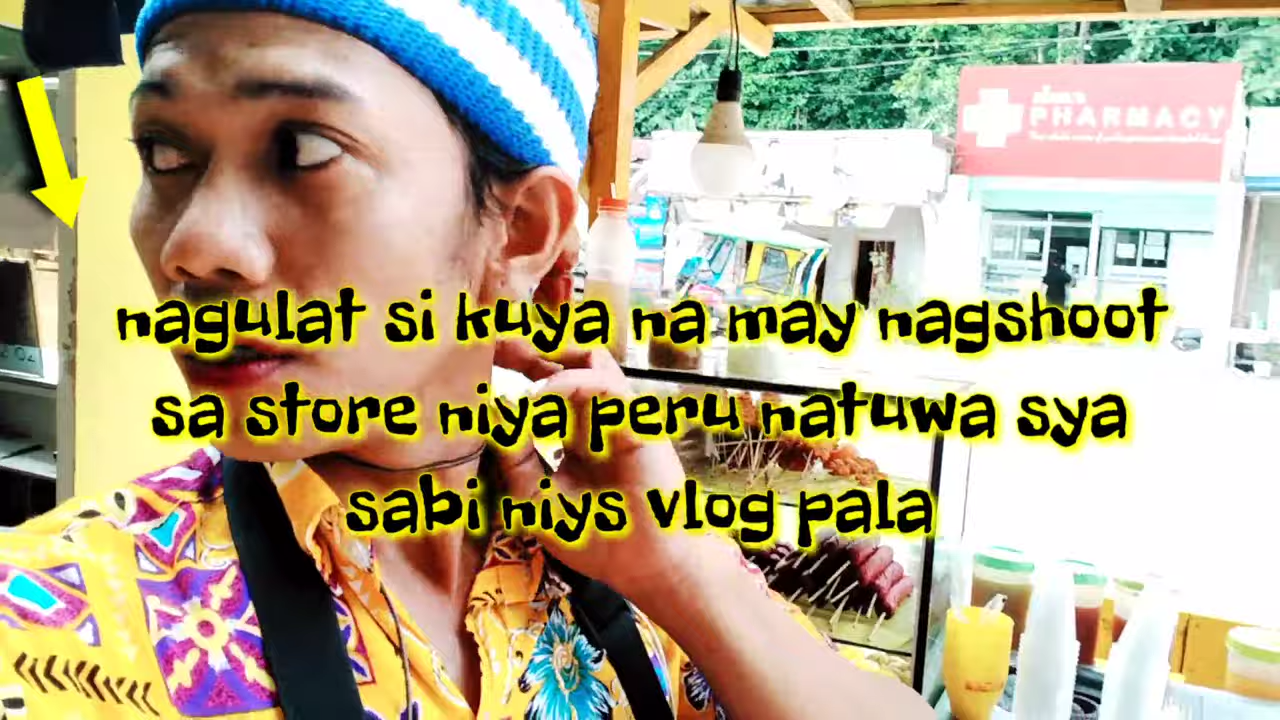 PHARMACY
nagulat si kuya na may nagshoot
sa store niya peru natuwa sya
sabi niys vlog pala